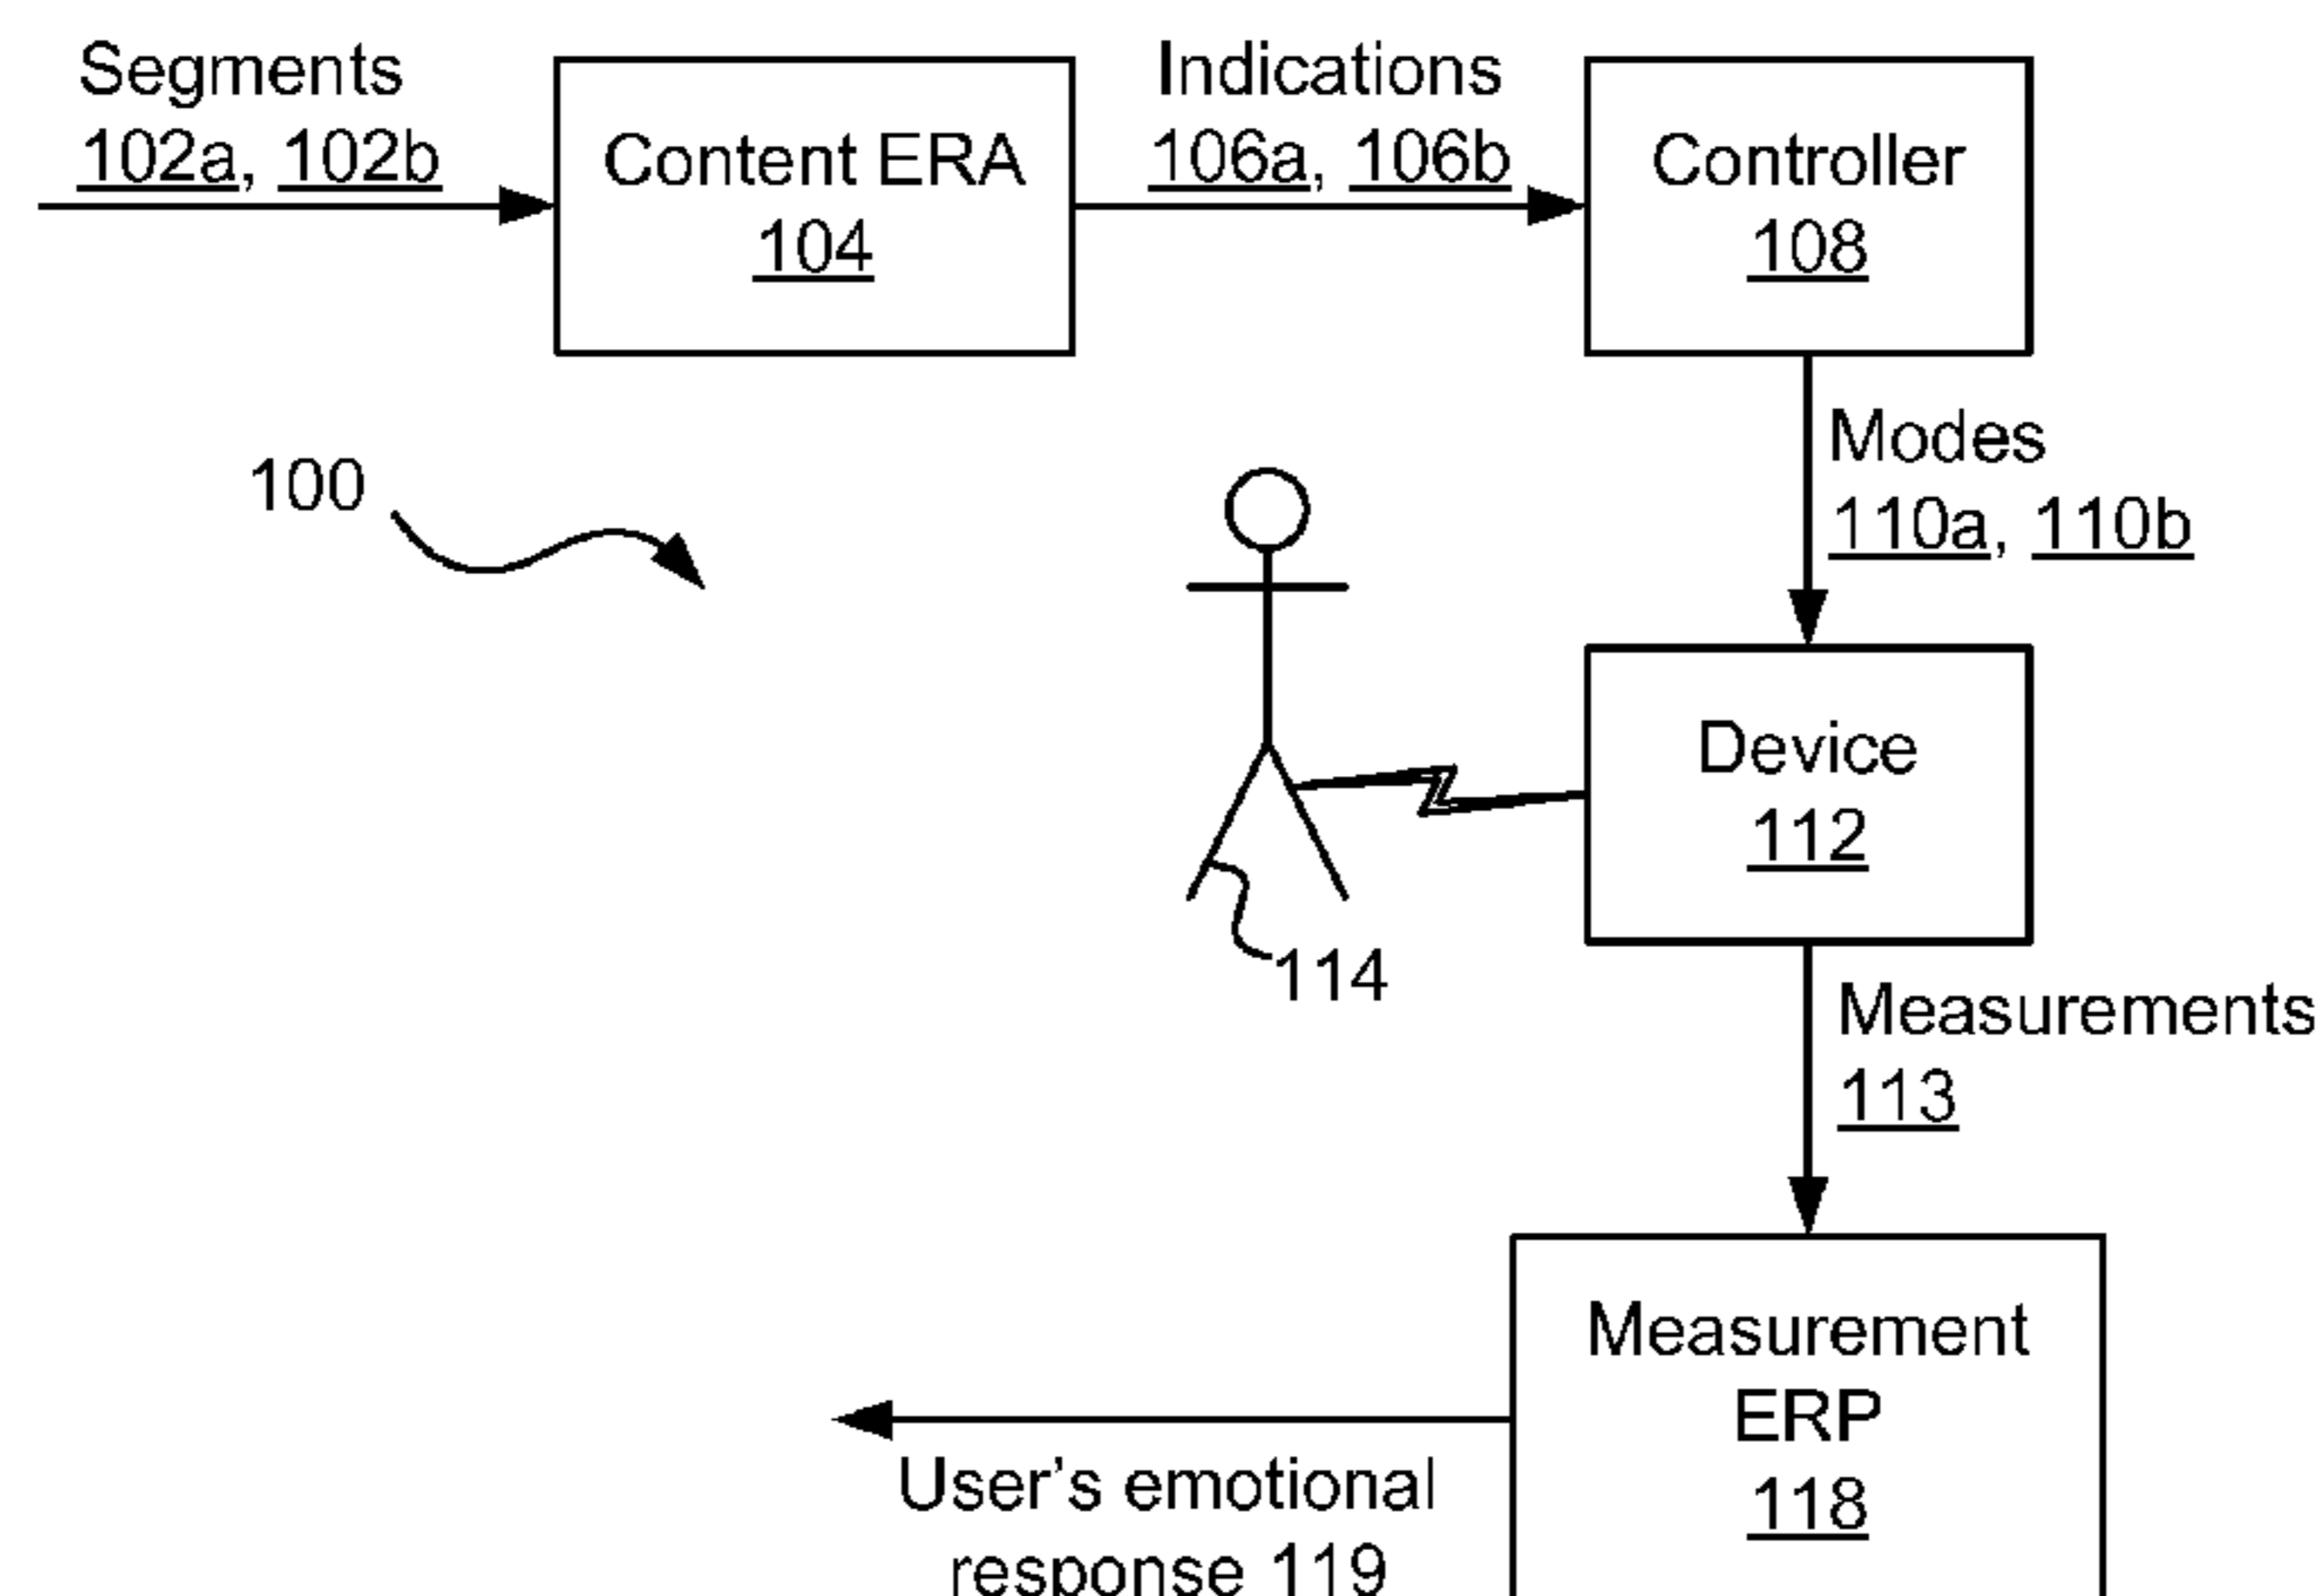 Segments
102a, 102b
Content ERA
104
Indications
106a, 106b
Controller
108
Modes
110a, 110b
100
Device
112
114
Measurements
113
Measurement
ERP
118
User's emotional
response 119